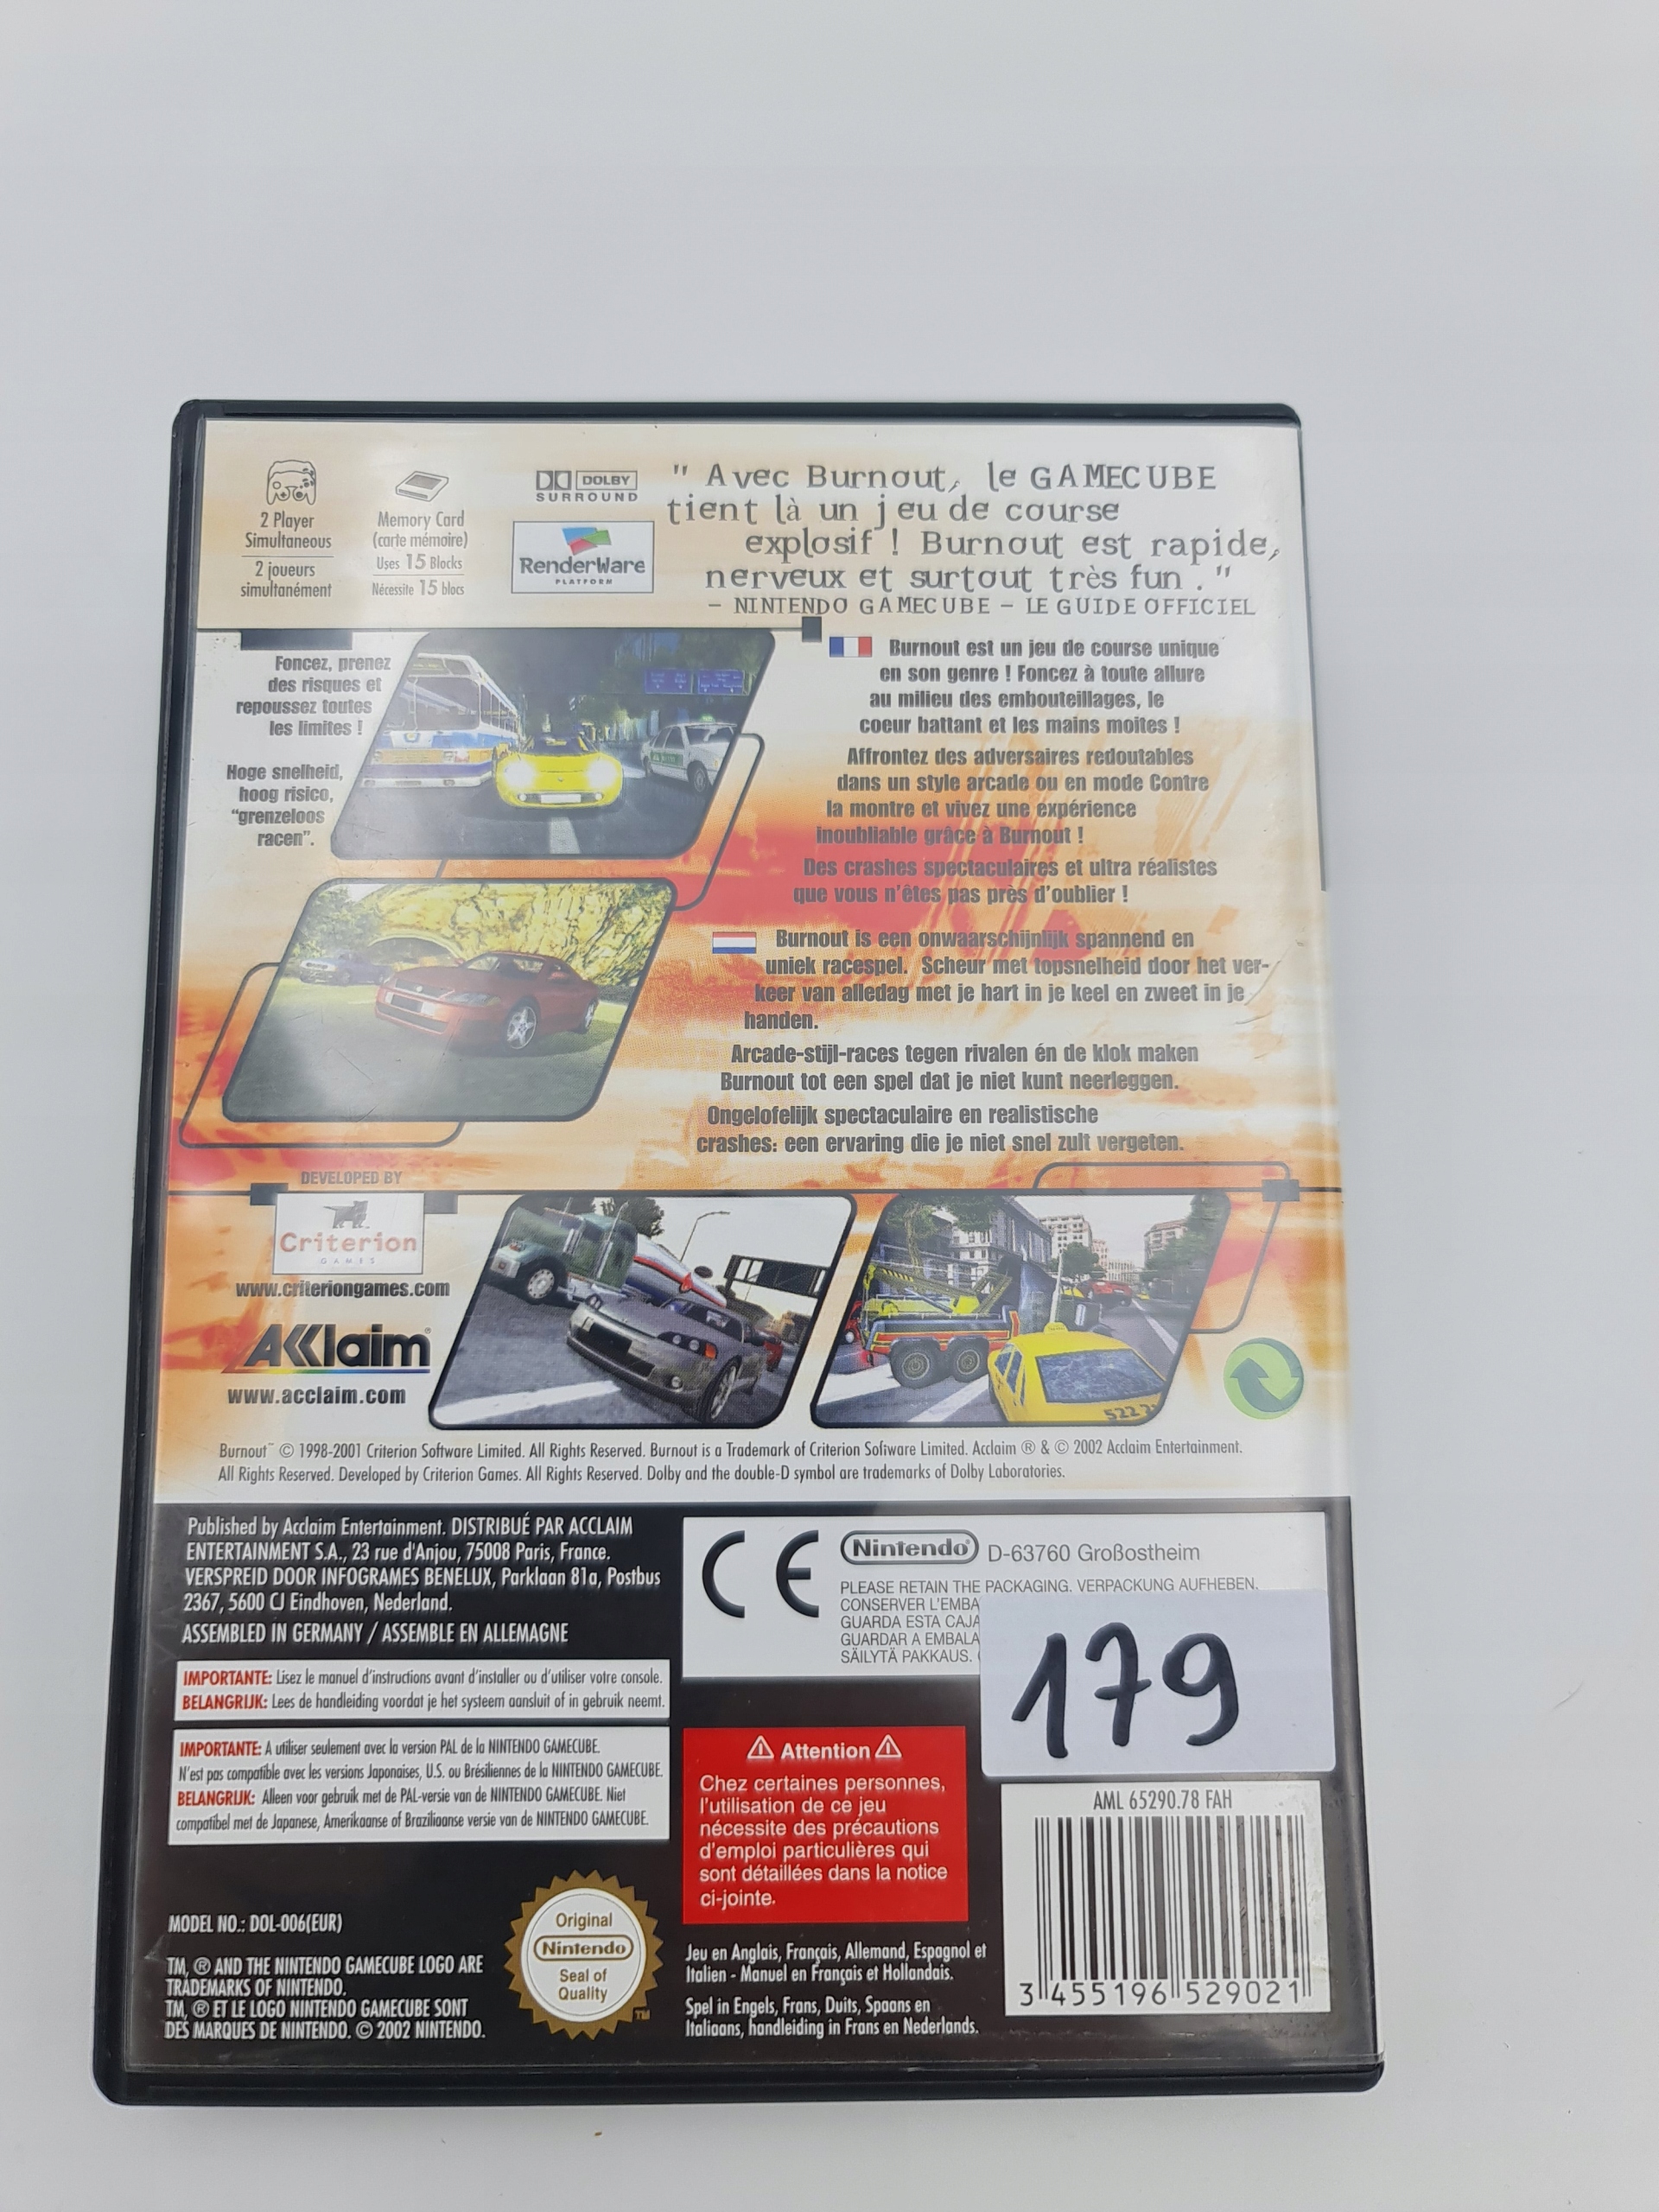 2 Player
Simultaneous
2 joueurs
simultanément
Memory Card
(carte mémoire)
Uses 15 Blocks
Nécessite 15 blocs
DOLBY
SURROUND
RenderWare
PLATFORM
" Avec Burnout, le GAMECUBE
tient là un jeu de course
explosif ! Burnout est rapide,
nerveux et surtout très fun . "
– NINTENDO GAMECUBE – LE GUIDE OFFICIEL
Foncez, prenez
des risques et
repoussez toutes
les limites !
Hoge snelheid,
hoog risico,
"grenzeloos
racen".
Burnout est un jeu de course unique
en son genre ! Foncez à toute allure
au milieu des embouteillages, le
coeur battant et les mains moites !
Affrontez des adversaires redoutables
dans un style arcade ou en mode Contre
la montre et vivez une expérience
inoubliable grâce à Burnout !
Des crashes spectaculaires et ultra réalistes
que vous n'êtes pas près d'oublier !
Burnout is een onwaarschijnlijk spannend en
uniek racespel. Scheur met topsnelheid door het ver-
keer van alledag met je hart in je keel en zweet in je
handen.
Arcade-stijl-races tegen rivalen én de klok maken
Burnout tot een spel dat je niet kunt neerleggen.
Ongelofelijk spectaculaire en realistische
crashes: een ervaring die je niet snel zult vergeten.
DEVELOPED BY
Criterion
GAMES
www.criteriongames.com
AKKlaim®
www.acclaim.com
Burnout™ © 1998-2001 Criterion Software Limited. All Rights Reserved. Burnout is a Trademark of Criterion Software Limited. Acclaim ® & © 2002 Acclaim Entertainment.
All Rights Reserved. Developed by Criterion Games. All Rights Reserved. Dolby and the double-D symbol are trademarks of Dolby Laboratories.
Published by Acclaim Entertainment. DISTRIBUÉ PAR ACCLAIM
ENTERTAINMENT S.A., 23 rue d'Anjou, 75008 Paris, France.
VERSPREID DOOR INFOGRAMES BENELUX, Parklaan 81a, Postbus
2367, 5600 CJ Eindhoven, Nederland.
ASSEMBLED IN GERMANY / ASSEMBLE EN ALLEMAGNE
IMPORTANTE: Lisez le manuel d'instructions avant d'installer ou d'utiliser votre console.
BELANGRIJK: Lees de handleiding voordat je het systeem aansluit of in gebruik neemt.
IMPORTANTE: A utiliser seulement avec la version PAL de la NINTENDO GAMECUBE.
N'est pas compatible avec les versions Japonaises, U.S. ou Brésiliennes de la NINTENDO GAMECUBE.
BELANGRIJK: Alleen voor gebruik met de PAL-versie van de NINTENDO GAMECUBE. Niet
compatibel met de Japanse, Amerikaanse of Braziliaanse versie van de NINTENDO GAMECUBE.
MODEL NO.: DOL-006(EUR)
TM, ® AND THE NINTENDO GAMECUBE LOGO ARE
TRADEMARKS OF NINTENDO.
TM, ® ET LE LOGO NINTENDO GAMECUBE SONT
DES MARQUES DE NINTENDO. © 2002 NINTENDO.
Original
Nintendo
Seal of
Quality
TM
CE
Nintendo® D-63760 Großostheim
PLEASE RETAIN THE PACKAGING. VERPACKUNG AUFHEBEN.
CONSERVER L'EMBA
GUARDA ESTA CAJA
GUARDAR A EMBALA
SÄILYTÄ PAKKAUS.
179
Attention
Chez certaines personnes,
l'utilisation de ce jeu
nécessite des précautions
d'emploi particulières qui
sont détaillées dans la notice
ci-jointe.
Jeu en Anglais, Français, Allemand, Espagnol et
Italien - Manuel en Français et Hollandais.
Spel in Engels, Frans, Duits, Spaans en
Italiaans, handleiding in Frans en Nederlands.
AML 65290.78 FAH
3 455196 529021